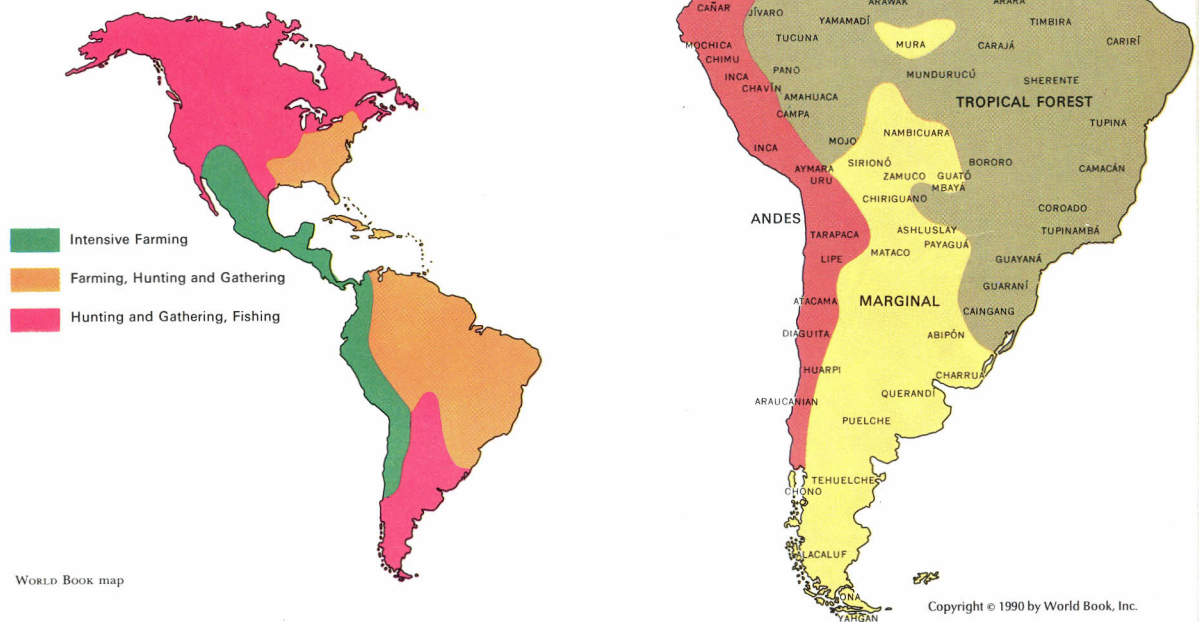 Intensive Farming
Farming, Hunting and Gathering
Hunting and Gathering, Fishing
WORLD BOOK map
CAÑAR
JÍVARO
ARAWAK
ARARA
YAMAMADÍ
TIMBIRA
TUCUNA
MOCHICA
MURA
CARAJÁ
CARIRÍ
CHIMU
INCA
PANO
MUNDURUCÚ
SHERENTE
CHAVÍN
AMAHUACA
TROPICAL FOREST
CAMPA
TUPINA
NAMBICUARA
INCA
MOJO
AYMARA
SIRIONÓ
BORORO
CAMACÁN
URU
ZAMUCO
GUATÓ
MBAYÁ
CHIRIGUANO
COROADO
ANDES
TARAPACA
ASHLUSLAY
TUPINAMBÁ
PAYAGUÁ
LIPE
MATACO
GUAYANÁ
GUARANÍ
ATACAMA
MARGINAL
CAINGANG
DIAGUITA
ABIPÓN
HUARPI
CHARRUA
ARAUCANIAN
QUERANDÍ
PUELCHE
TEHUELCHE
CHONO
ALACALUF
ONA
YAHGAN
Copyright © 1990 by World Book, Inc.